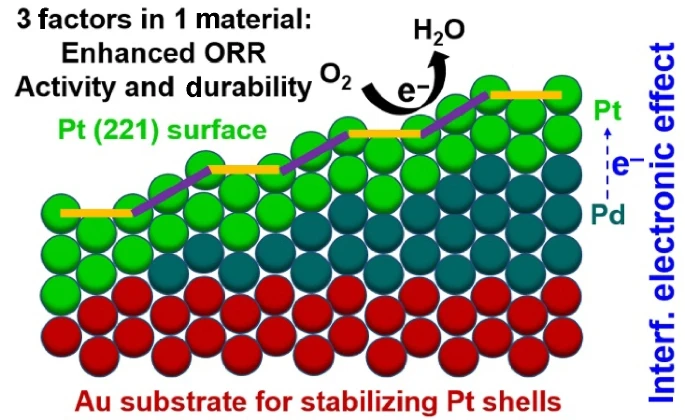 3 factors in 1 material:
Enhanced ORR
Activity and durability
O₂
H₂O
e⁻
Pt (221) surface
Pt
e⁻
Pd
Interf. electronic effect
Au substrate for stabilizing Pt shells